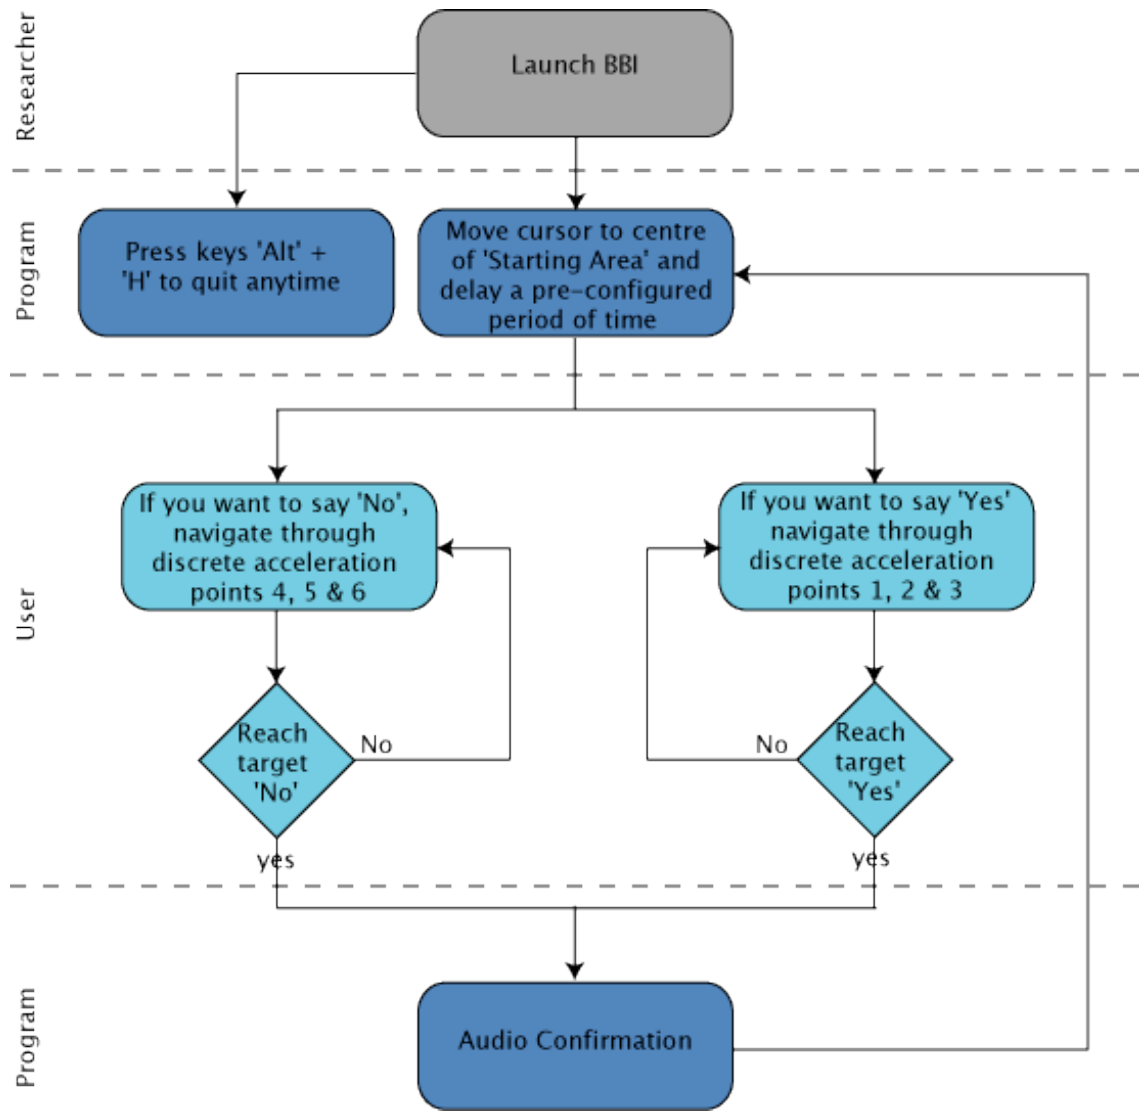 Researcher
Launch BBI
Program
Press keys 'Alt' +
'H' to quit anytime
Move cursor to centre
of 'Starting Area' and
delay a pre-configured
period of time
User
If you want to say 'No',
navigate through
discrete acceleration
points 4, 5 & 6
If you want to say 'Yes'
navigate through
discrete acceleration
points 1, 2 & 3
Reach
target
'No'
No
yes
No
Reach
target
'Yes'
yes
Program
Audio Confirmation